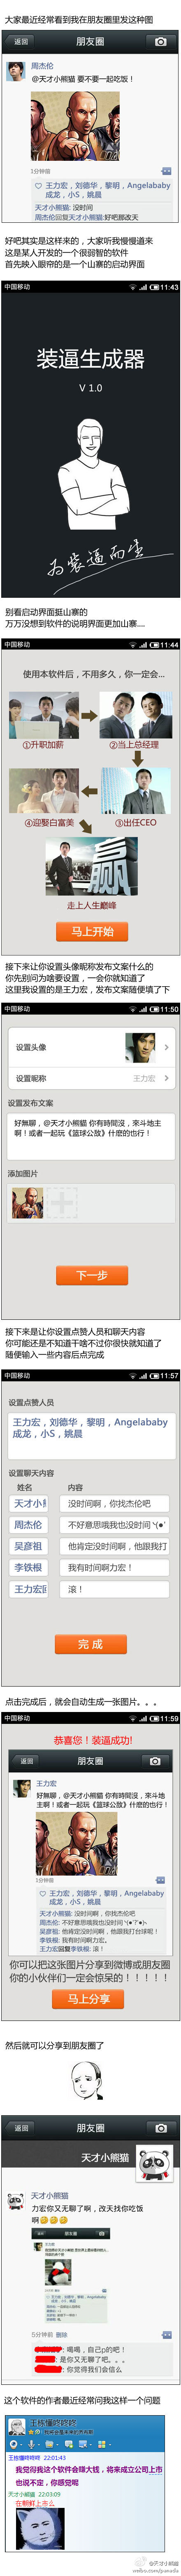 大家最近经常看到我在朋友圈里发这种图
返回
朋友圈
周杰伦
@天才小熊猫 要不要一起吃饭！
1分钟前
王力宏，刘德华，黎明，Angelababy
成龙，小S，姚晨
天才小熊猫: 没时间
周杰伦回复天才小熊猫:好吧那改天
好吧其实是这样来的，大家听我慢慢道来
这是某人开发的一个很弱智的软件
首先映入眼帘的是一个山寨的启动界面
中国移动
11:43
装逼生成器
V 1.0
为装逼而生
别看启动界面挺山寨的
万万没想到软件的说明界面更加山寨....
中国移动
11:44
使用本软件后，不用多久，你一定会...
①升职加薪
②当上总经理
④迎娶白富美
③出任CEO
赢
走上人生巅峰
马上开始
接下来让你设置头像昵称发布文案什么的
你先别问为啥要设置，一会你就知道了
这里我设置的是王力宏，发布文案随便填了下
中国移动
11:50
设置头像
设置昵称
王力宏
设置发布文案
好無聊，@天才小熊貓 你有時間沒，來斗地主
啊！或者一起玩《籃球公敌》什麽的也行！
添加图片
下一步
接下来是让你设置点赞人员和聊天内容
你可能还是不知道干啥不过你很快就知道了
随便输入一些内容后点完成
中国移动
11:57
设置点赞人员
王力宏，刘德华，黎明，Angelababy
成龙，小S，姚晨
设置聊天内容
姓名
内容
天才小熊
没时间啊，你找杰伦吧
周杰伦
不好意思哦我也没时间
吴彦祖
他肯定没时间啊，他跟我打
李铁根
我有时间啊力宏！
王力宏回
滚！
完 成
点击完成后，就会自动生成一张图片。。。
中国移动
11:59
恭喜您！装逼成功!
返回
朋友圈
王力宏
好無聊，@天才小熊貓 你有時間沒，來斗地
主啊！或者一起玩《籃球公敌》什麽的也行！
1分钟前
王力宏，刘德华，黎明，Angelababy
成龙，小S，姚晨
天才小熊猫: 没时间啊，你找杰伦吧
周杰伦: 不好意思哦我也没时间
吴彦祖: 他肯定没时间啊，他跟我打台球呢！
李铁根: 我有时间啊力宏。
王力宏回复李铁根: 滚！
你可以把这张图片分享到微博或朋友圈
你的小伙伴们一定会惊呆的！！！！！
马上分享
然后就可以分享到朋友圈了
返回
朋友圈
天才小熊猫
天才小熊猫
力宏你又无聊了啊，改天找你吃饭
啊
5分钟前
删除
: 噶噶，自己p的吧！
: 是你又无聊了吧。。。
: 你觉得我们会信么
这个软件的作者最近经常问我这样一个问题
王栋懂咚咚咚
王栋懂咚咚咚 22:01:43
我觉得我这个软件会赚大钱，将来成立公司上市
也说不定，你感觉呢
天才小熊猫 22:03:09
在朝鲜上市么
@天才小熊猫